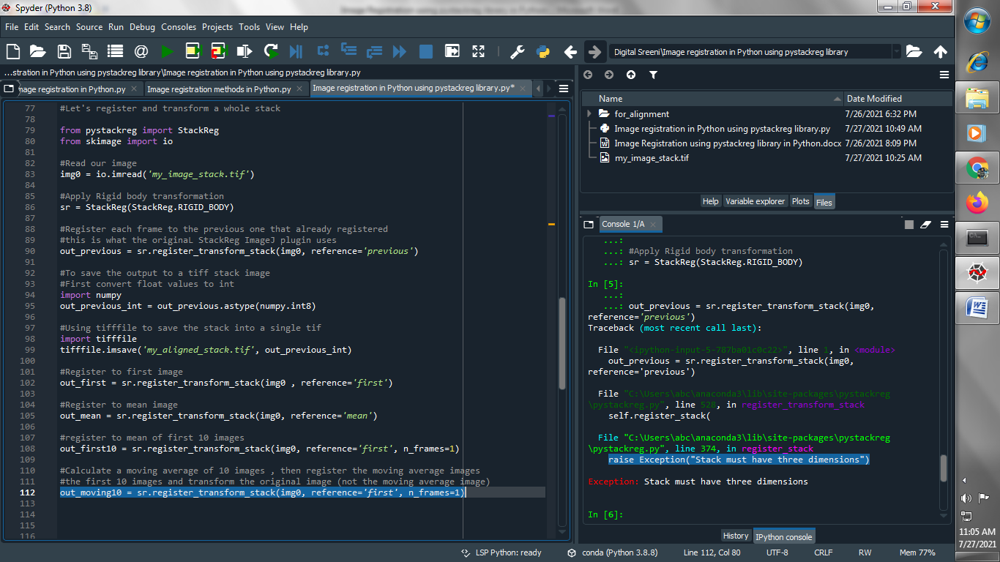 Spyder (Python 3.8)
File Edit Search Source Run Debug Consoles Projects Tools View Help
Digital Sreeni\Image registration in Python using pystackreg library
...stration in Python using pystackreg library\Image registration in Python using pystackreg library.py
mage registration in Python.py
Image registration methods in Python.py
Image registration in Python using pystackreg library.py*
77 #Let's register and transform a whole stack
78
79 from pystackreg import StackReg
80 from skimage import io
81
82 #Read our image
83 img0 = io.imread('my_image_stack.tif')
84
85 #Apply Rigid body transformation
86 sr = StackReg(StackReg.RIGID_BODY)
87
88 #Register each frame to the previous one that already registered
89 #this is what the originaL StackReg ImageJ plugin uses
90 out_previous = sr.register_transform_stack(img0, reference='previous')
91
92 #To save the output to a tiff stack image
93 #First convert float values to int
94 import numpy
95 out_previous_int = out_previous.astype(numpy.int8)
96
97 #Using tifffile to save the stack into a single tif
98 import tifffile
99 tifffile.imsave('my_aligned_stack.tif', out_previous_int)
100
101 #Register to first image
102 out_first = sr.register_transform_stack(img0 , reference='first')
103
104 #Register to mean image
105 out_mean = sr.register_transform_stack(img0, reference='mean')
106
107 #register to mean of first 10 images
108 out_first10 = sr.register_transform_stack(img0, reference='first', n_frames=1)
109
110 #Calculate a moving average of 10 images , then register the moving average images
111 #the first 10 images and transform the original image (not the moving average image)
112 out_moving10 = sr.register_transform_stack(img0, reference='first', n_frames=1)
113
114
115
116
Name Date Modified
for_alignment 7/26/2021 6:32 PM
Image registration in Python using pystackreg library.py 7/27/2021 10:49 AM
Image Registration using pystackreg library in Python.docx 7/26/2021 8:09 PM
my_image_stack.tif 7/27/2021 10:25 AM
Help Variable explorer Plots Files
Console 1/A
...:
...: #Apply Rigid body transformation
...: sr = StackReg(StackReg.RIGID_BODY)
In [5]:
...:
...: out_previous = sr.register_transform_stack(img0,
reference='previous')
Traceback (most recent call last):
File "<ipython-input-5-787ba01c0c22>", line 1, in <module>
out_previous = sr.register_transform_stack(img0,
reference='previous')
File "C:\Users\abc\anaconda3\lib\site-packages\pystackreg
\pystackreg.py", line 528, in register_transform_stack
self.register_stack(
File "C:\Users\abc\anaconda3\lib\site-packages\pystackreg
\pystackreg.py", line 374, in register_stack
raise Exception("Stack must have three dimensions")
Exception: Stack must have three dimensions
In [6]:
History IPython console
LSP Python: ready conda (Python 3.8.8) Line 112, Col 80 UTF-8 CRLF RW Mem 77%
11:05 AM
7/27/2021